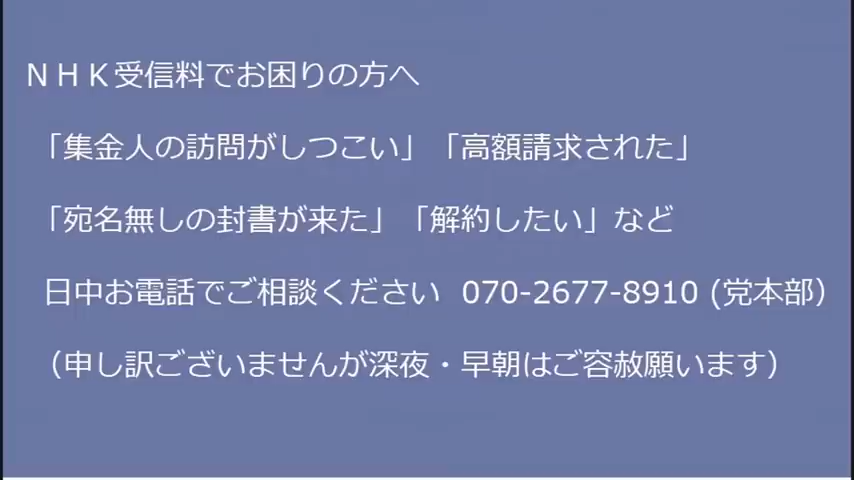 ＮＨＫ受信料でお困りの方へ
「集金人の訪問がしつこい」「高額請求された」
「宛名無しの封書が来た」「解約したい」など
日中お電話でご相談ください 070-2677-8910 (党本部）
（申し訳ございませんが深夜・早朝はご容赦願います）